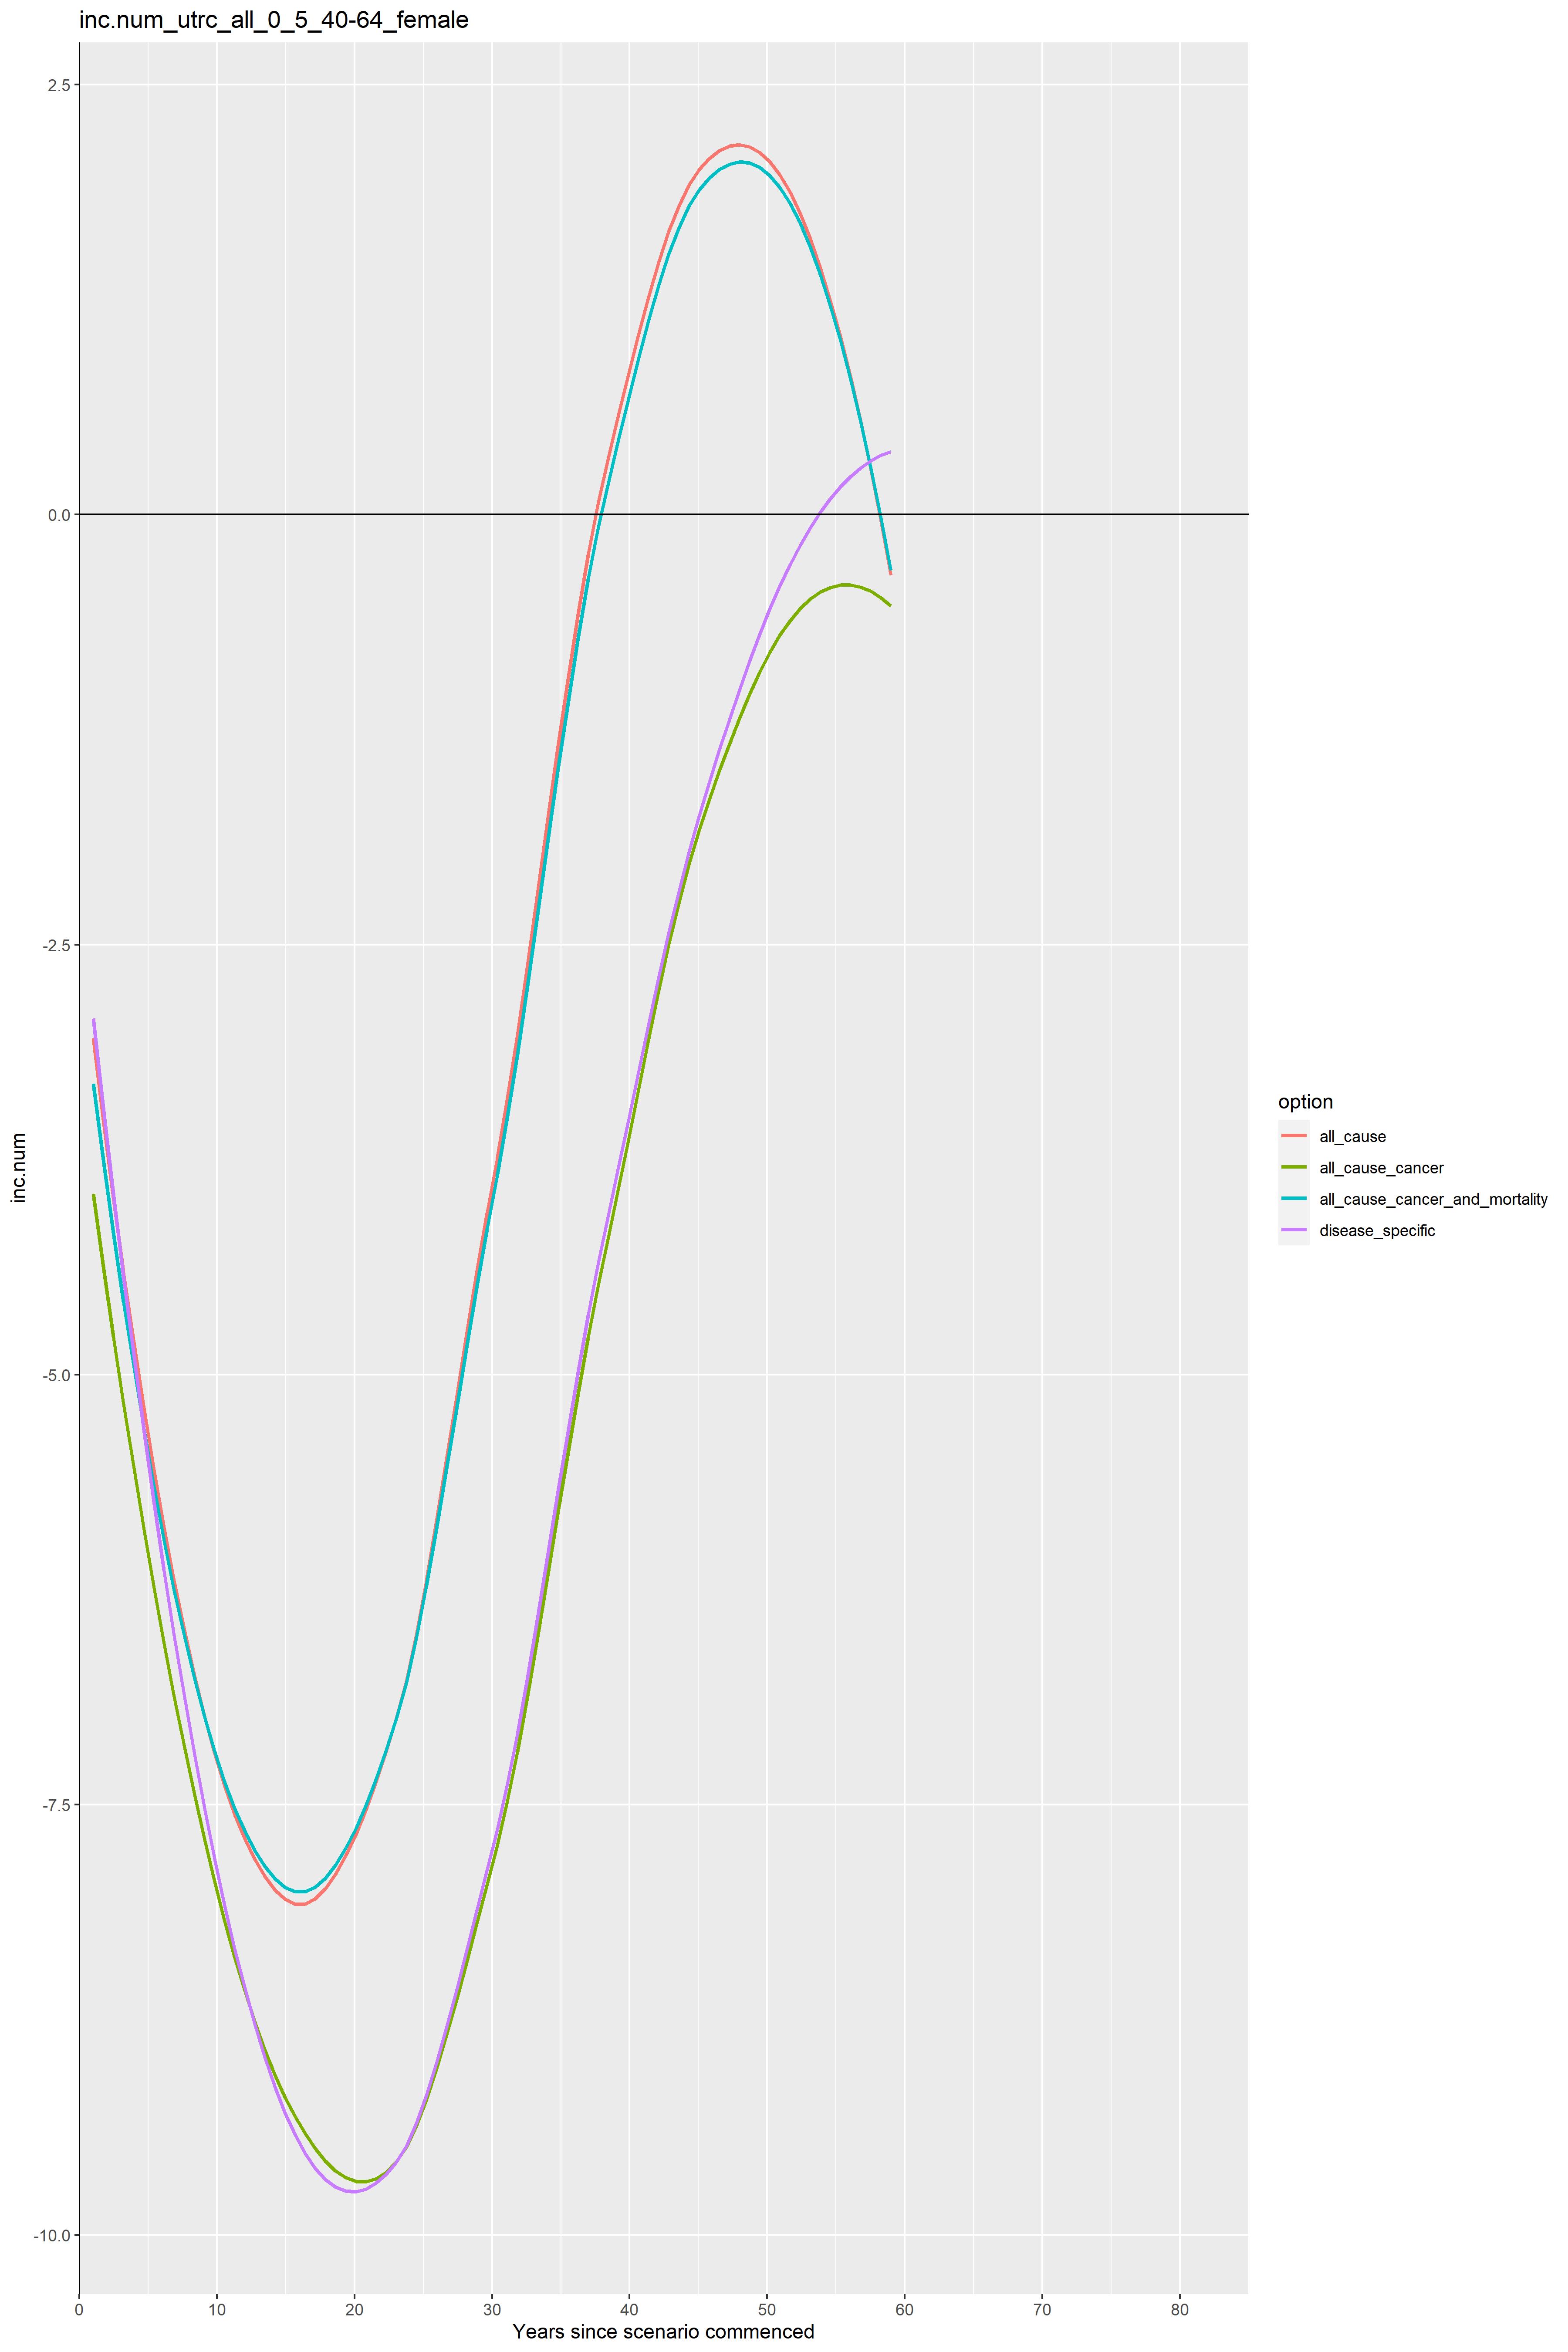 inc.num_utrc_all_0_5_40-64_female
2.5
0.0
-2.5
-5.0
-7.5
-10.0
inc.num
0 10 20 30 40 50 60 70 80
Years since scenario commenced
option
all_cause
all_cause_cancer
all_cause_cancer_and_mortality
disease_specific